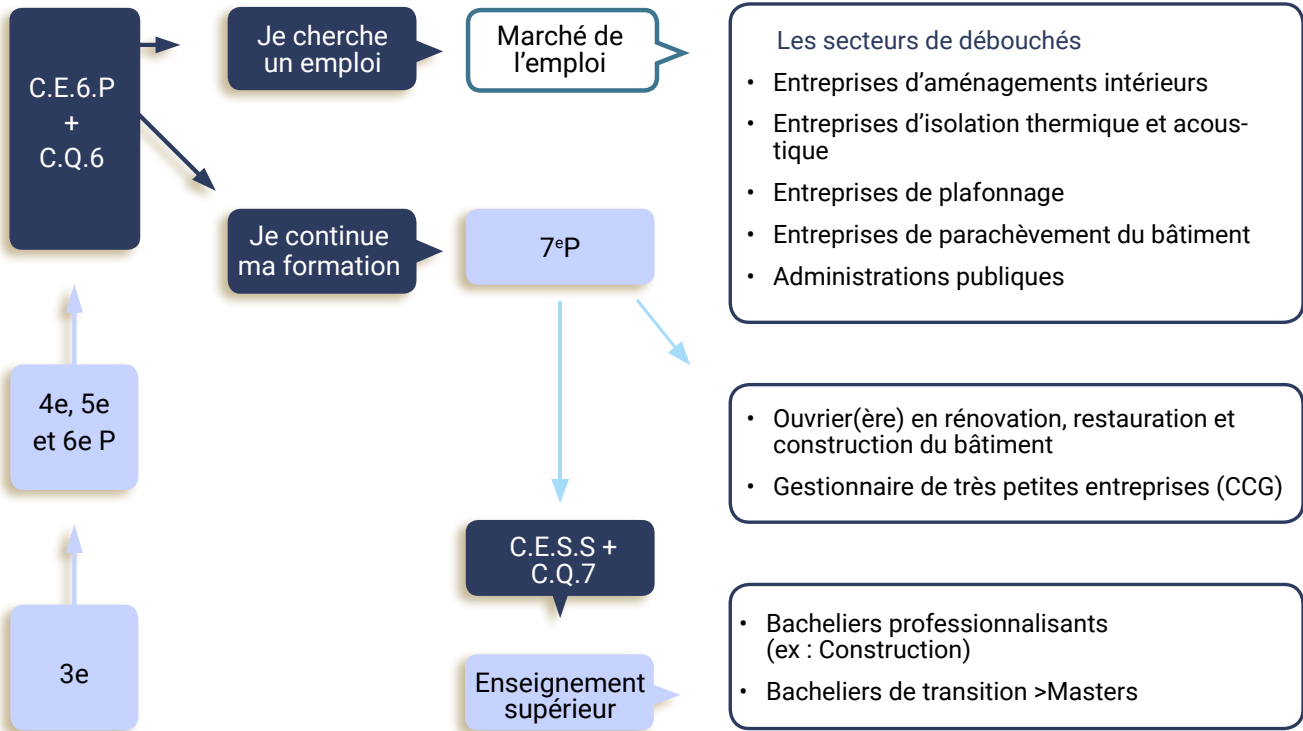 C.E.6.P
+
C.Q.6
Je cherche
un emploi
Marché de
l’emploi
Les secteurs de débouchés
• Entreprises d’aménagements intérieurs
• Entreprises d’isolation thermique et acous-
tique
• Entreprises de plafonnage
• Entreprises de parachèvement du bâtiment
• Administrations publiques
Je continue
ma formation
7ᵉP
4e, 5e
et 6e P
• Ouvrier(ère) en rénovation, restauration et
construction du bâtiment
• Gestionnaire de très petites entreprises (CCG)
C.E.S.S +
C.Q.7
3e
Enseignement
supérieur
• Bacheliers professionnalisants
(ex : Construction)
• Bacheliers de transition >Masters